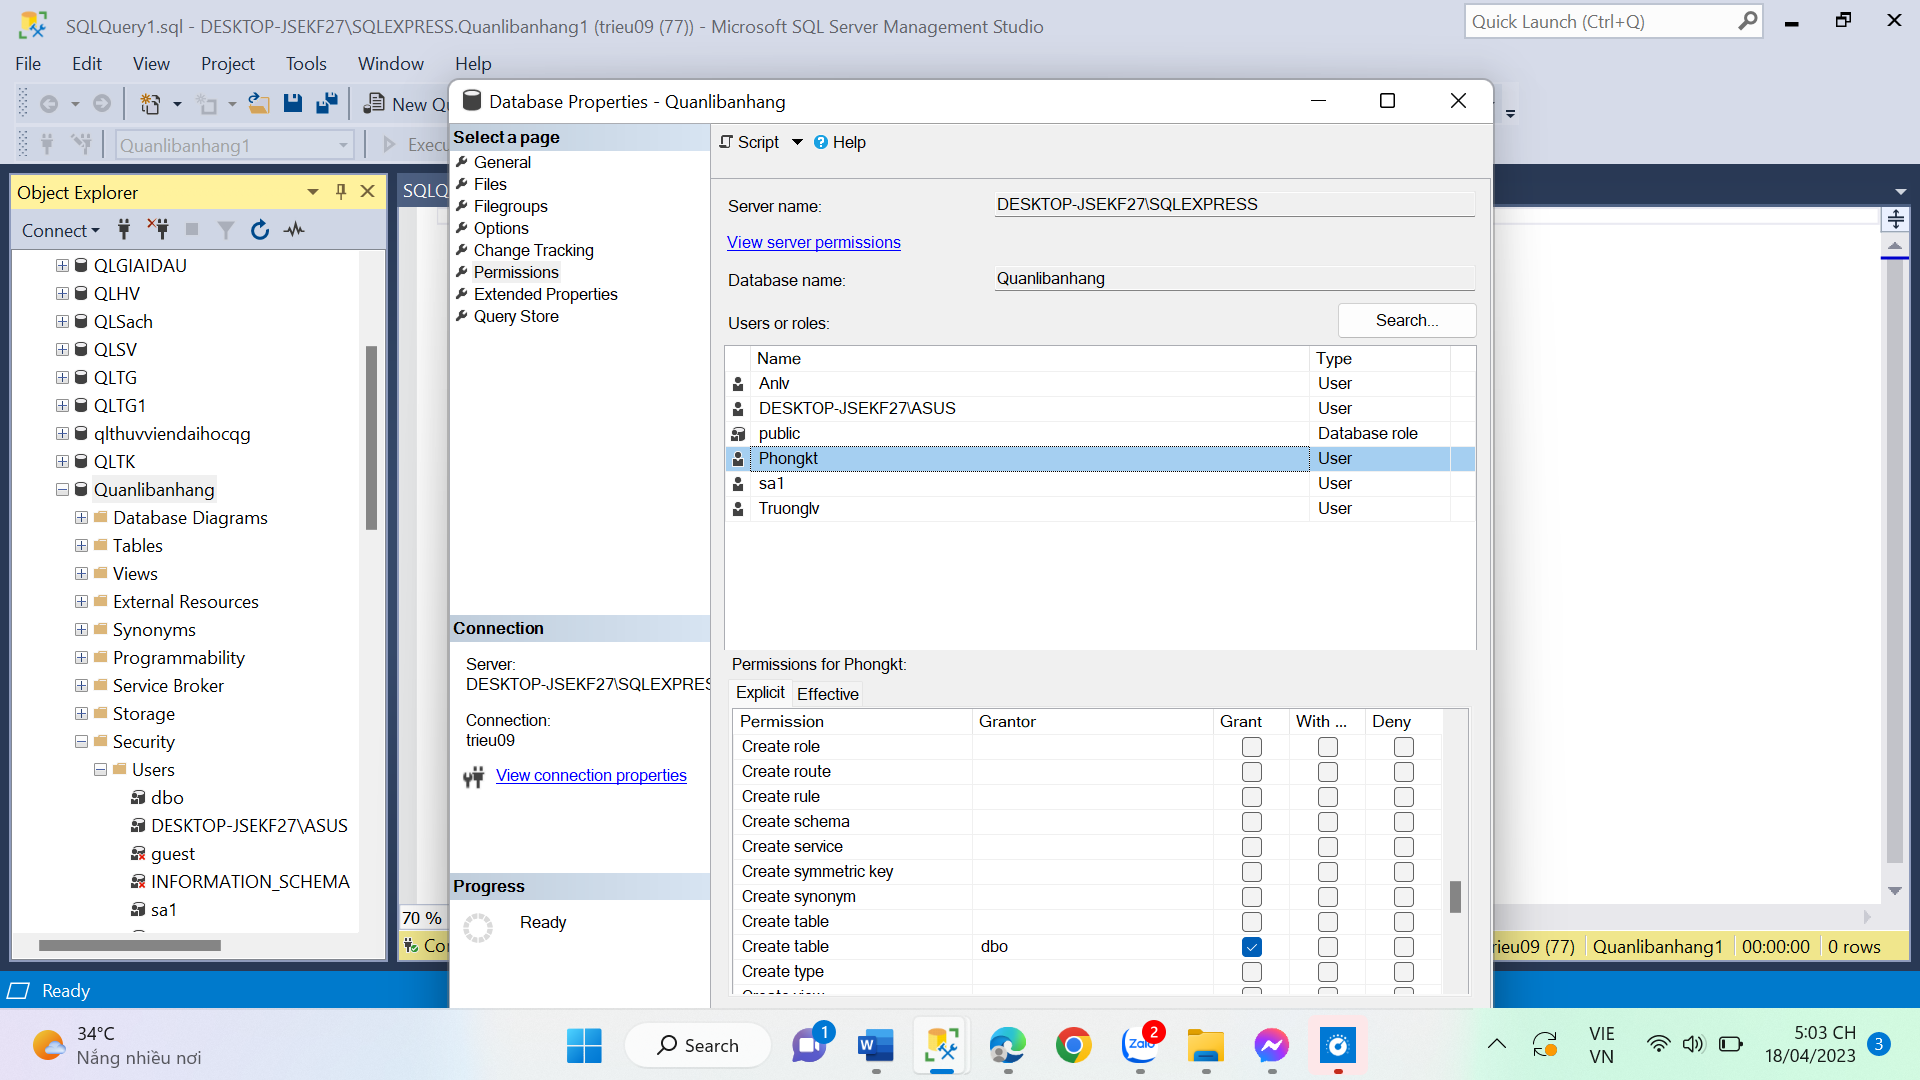 SQLQuery1.sql - DESKTOP-JSEKF27\SQLEXPRESS.Quanlibanhang1 (trieu09 (77)) - Microsoft SQL Server Management Studio
Quick Launch (Ctrl+Q)
File Edit View Project Tools Window Help
New
Quanlibanhang1
Database Properties - Quanlibanhang
Object Explorer
Connect
QLGIAIDAU
QLHV
QLSach
QLSV
QLTG
QLTG1
qlthuvviendaihocqg
QLTK
Quanlibanhang
Database Diagrams
Tables
Views
External Resources
Synonyms
Programmability
Service Broker
Storage
Security
Users
dbo
DESKTOP-JSEKF27\ASUS
guest
INFORMATION_SCHEMA
sa1
Select a page
General
Files
Filegroups
Options
Change Tracking
Permissions
Extended Properties
Query Store
Connection
Server:
DESKTOP-JSEKF27\SQLEXPRES
Connection:
trieu09
View connection properties
Progress
Ready
Script Help
Server name: DESKTOP-JSEKF27\SQLEXPRESS
View server permissions
Database name: Quanlibanhang
Users or roles: Search...
Name Type
Anlv User
DESKTOP-JSEKF27\ASUS User
public Database role
Phongkt User
sa1 User
Truonglv User
Permissions for Phongkt:
Explicit Effective
Permission Grantor Grant With ... Deny
Create role
Create route
Create rule
Create schema
Create service
Create symmetric key
Create synonym
Create table
Create table dbo
Create type
70 %
rieu09 (77) Quanlibanhang1 00:00:00 0 rows
Ready
34°C
Nắng nhiều nơi
Search
1
Zalo
2
VIE
VN
5:03 CH
18/04/2023
3